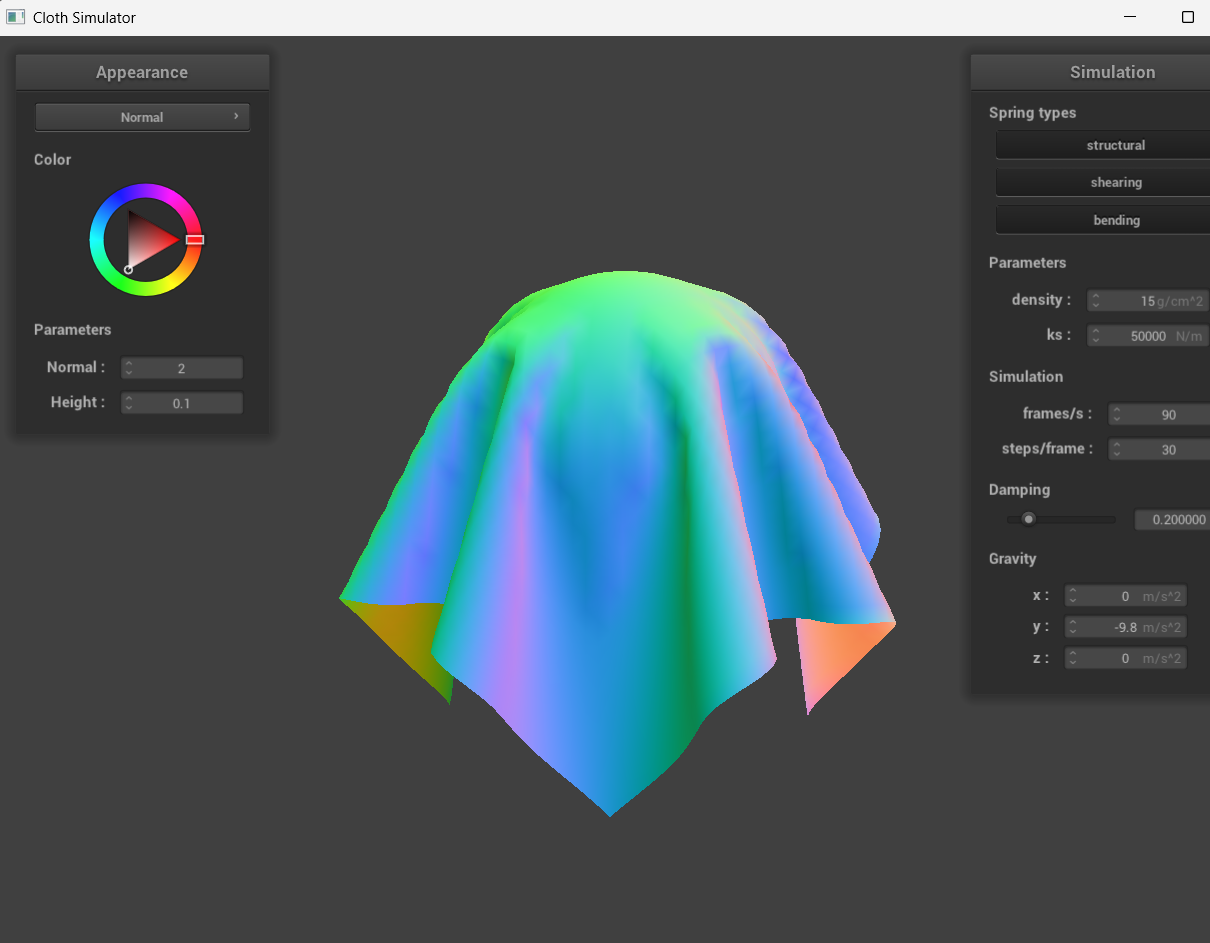 Cloth Simulator
Appearance
Normal
Color
Parameters
Normal : 2
Height : 0.1
Simulation
Spring types
structural
shearing
bending
Parameters
density : 15 g/cm^2
ks : 50000 N/m
Simulation
frames/s : 90
steps/frame : 30
Damping
0.200000
Gravity
x : 0 m/s^2
y : -9.8 m/s^2
z : 0 m/s^2